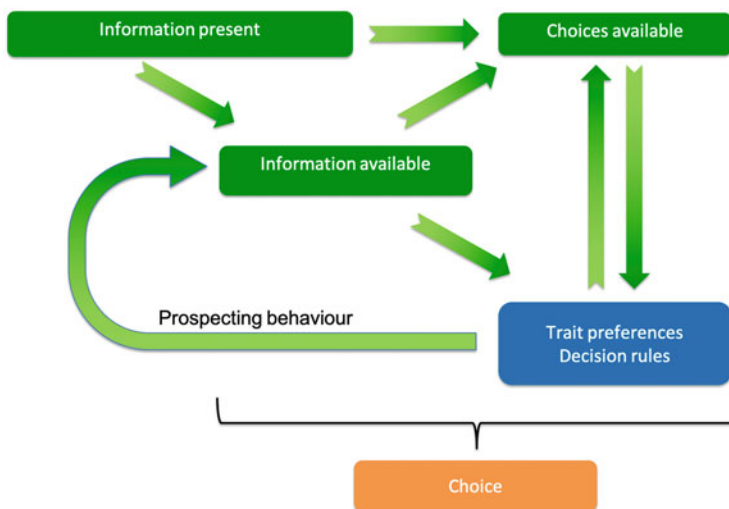 Information present
Choices available
Information available
Prospecting behaviour
Trait preferences
Decision rules
Choice